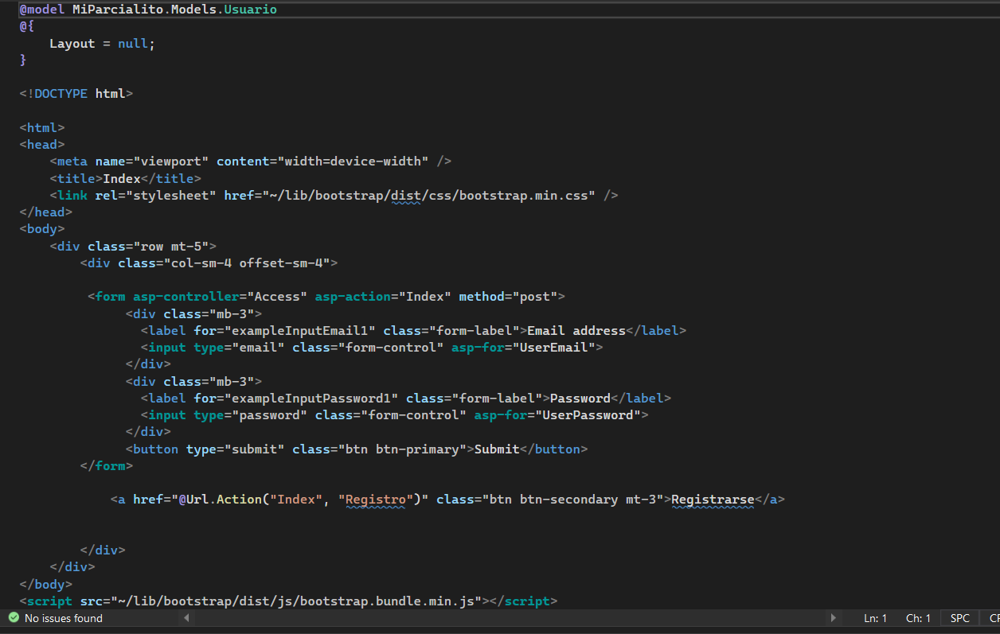 @model MiParcialito.Models.Usuario
@{
    Layout = null;
}

<!DOCTYPE html>

<html>
<head>
    <meta name="viewport" content="width=device-width" />
    <title>Index</title>
    <link rel="stylesheet" href="~/lib/bootstrap/dist/css/bootstrap.min.css" />
</head>
<body>
    <div class="row mt-5">
        <div class="col-sm-4 offset-sm-4">

         <form asp-controller="Access" asp-action="Index" method="post">
              <div class="mb-3">
                <label for="exampleInputEmail1" class="form-label">Email address</label>
                <input type="email" class="form-control" asp-for="UserEmail">
              </div>
              <div class="mb-3">
                <label for="exampleInputPassword1" class="form-label">Password</label>
                <input type="password" class="form-control" asp-for="UserPassword">
              </div>
              <button type="submit" class="btn btn-primary">Submit</button>
        </form>

            <a href="@Url.Action("Index", "Registro")" class="btn btn-secondary mt-3">Registrarse</a>


        </div>
    </div>
</body>
<script src="~/lib/bootstrap/dist/js/bootstrap.bundle.min.js"></script>
No issues found Ln: 1 Ch: 1 SPC